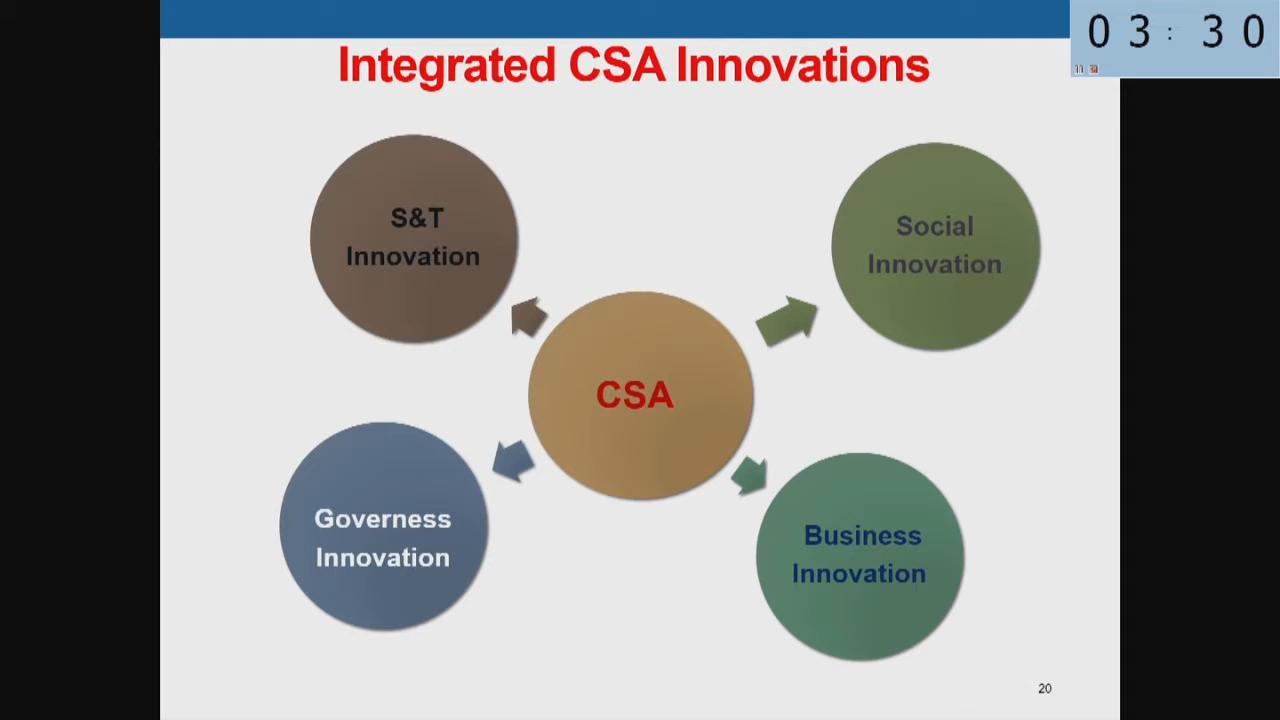 03:30
Integrated CSA Innovations
S&T
Innovation
Social
Innovation
CSA
Governess
Innovation
Business
Innovation
20